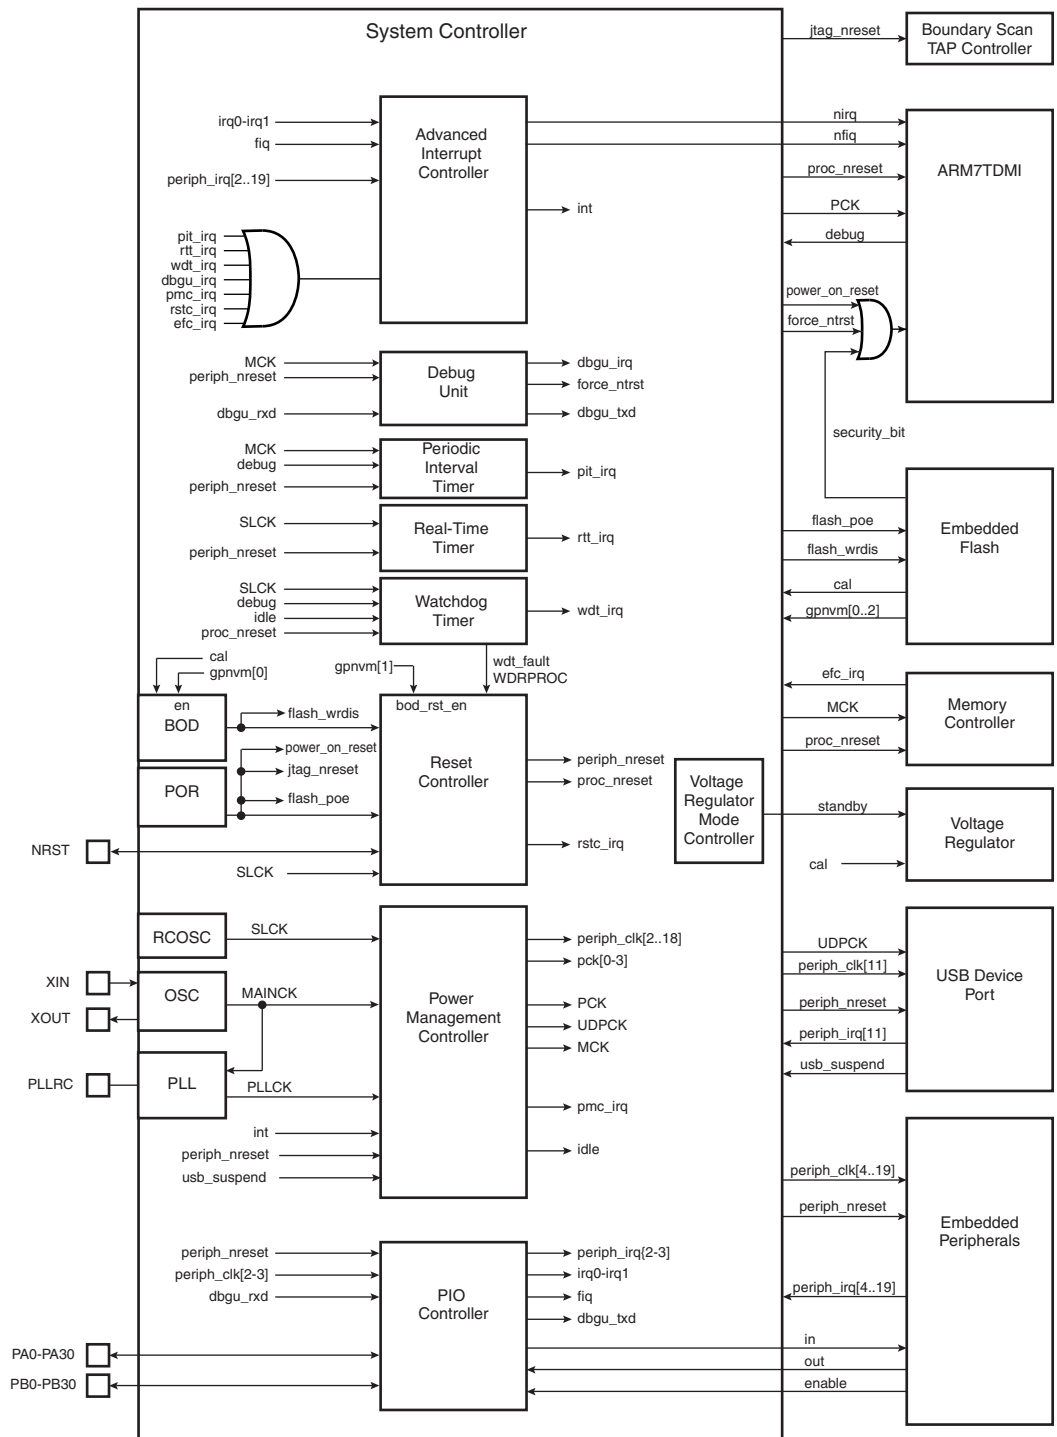 System Controller
jtag_nreset
Boundary Scan
TAP Controller
irq0-irq1
fiq
periph_irq[2..19]
Advanced
Interrupt
Controller
int
nirq
nfiq
proc_nreset
PCK
debug
ARM7TDMI
pit_irq
rtt_irq
wdt_irq
dbgu_irq
pmc_irq
rstc_irq
efc_irq
power_on_reset
force_ntrst
security_bit
MCK
periph_nreset
dbgu_rxd
Debug
Unit
dbgu_irq
force_ntrst
dbgu_txd
MCK
debug
periph_nreset
Periodic
Interval
Timer
pit_irq
SLCK
periph_nreset
Real-Time
Timer
rtt_irq
flash_poe
flash_wrdis
cal
gpnvm[0..2]
Embedded
Flash
SLCK
debug
idle
proc_nreset
Watchdog
Timer
wdt_irq
cal
gpnvm[0]
gpnvm[1]
wdt_fault
WDRPROC
en
BOD
flash_wrdis
power_on_reset
jtag_nreset
flash_poe
POR
bod_rst_en
Reset
Controller
periph_nreset
proc_nreset
rstc_irq
NRST
SLCK
efc_irq
MCK
proc_nreset
Memory
Controller
Voltage
Regulator
Mode
Controller
standby
cal
Voltage
Regulator
RCOSC
SLCK
XIN
OSC
MAINCK
XOUT
PLLRC
PLL
PLLCK
int
periph_nreset
usb_suspend
Power
Management
Controller
periph_clk[2..18]
pck[0-3]
PCK
UDPCK
MCK
pmc_irq
idle
UDPCK
periph_clk[11]
periph_nreset
periph_irq[11]
usb_suspend
USB Device
Port
periph_nreset
periph_clk[2-3]
dbgu_rxd
PIO
Controller
periph_irq{2-3]
irq0-irq1
fiq
dbgu_txd
PA0-PA30
PB0-PB30
periph_clk[4..19]
periph_nreset
periph_irq[4..19]
in
out
enable
Embedded
Peripherals